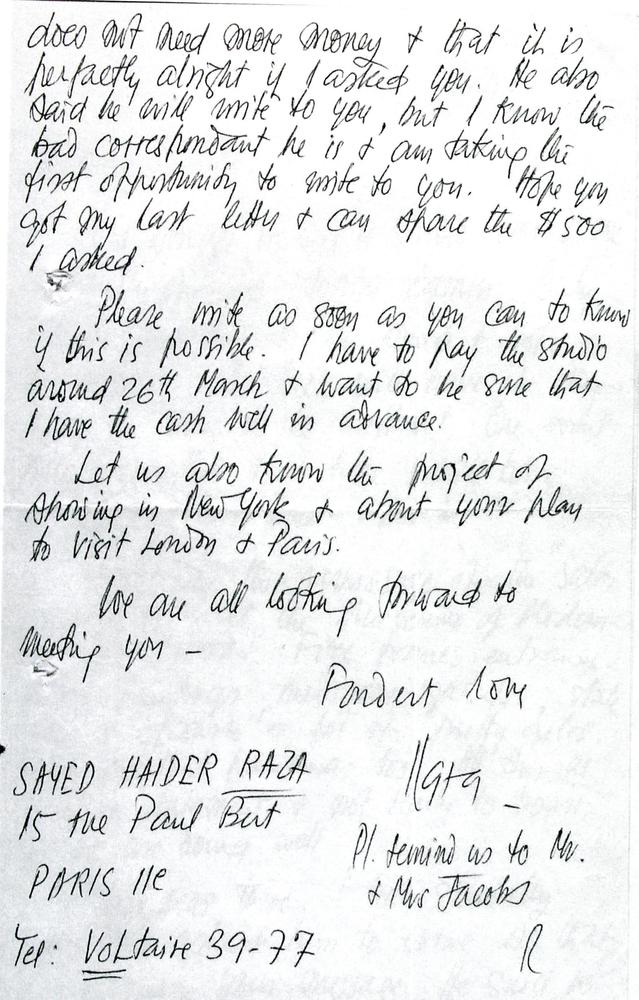 does not need more money & that it is
perfectly alright if I asked you. He also
said he will write to you, but I know the
bad correspondent he is & am taking the
first opportunity to write to you. Hope you
got my last letter & can spare the $500
I asked.
Please write as soon as you can to know
if this is possible. I have to pay the studio
around 26th March & want to be sure that
I have the cash well in advance.
Let us also know the project of
showing in New York & about your plan
to visit London & Paris.
We are all looking forward to
meeting you –
Fondest love
SAYED HAIDER RAZA
15 rue Paul Bert
PARIS 11e
Tel: VoLtaire 39-77
Pl. remind us to Mr.
& Mrs Jacobs
R